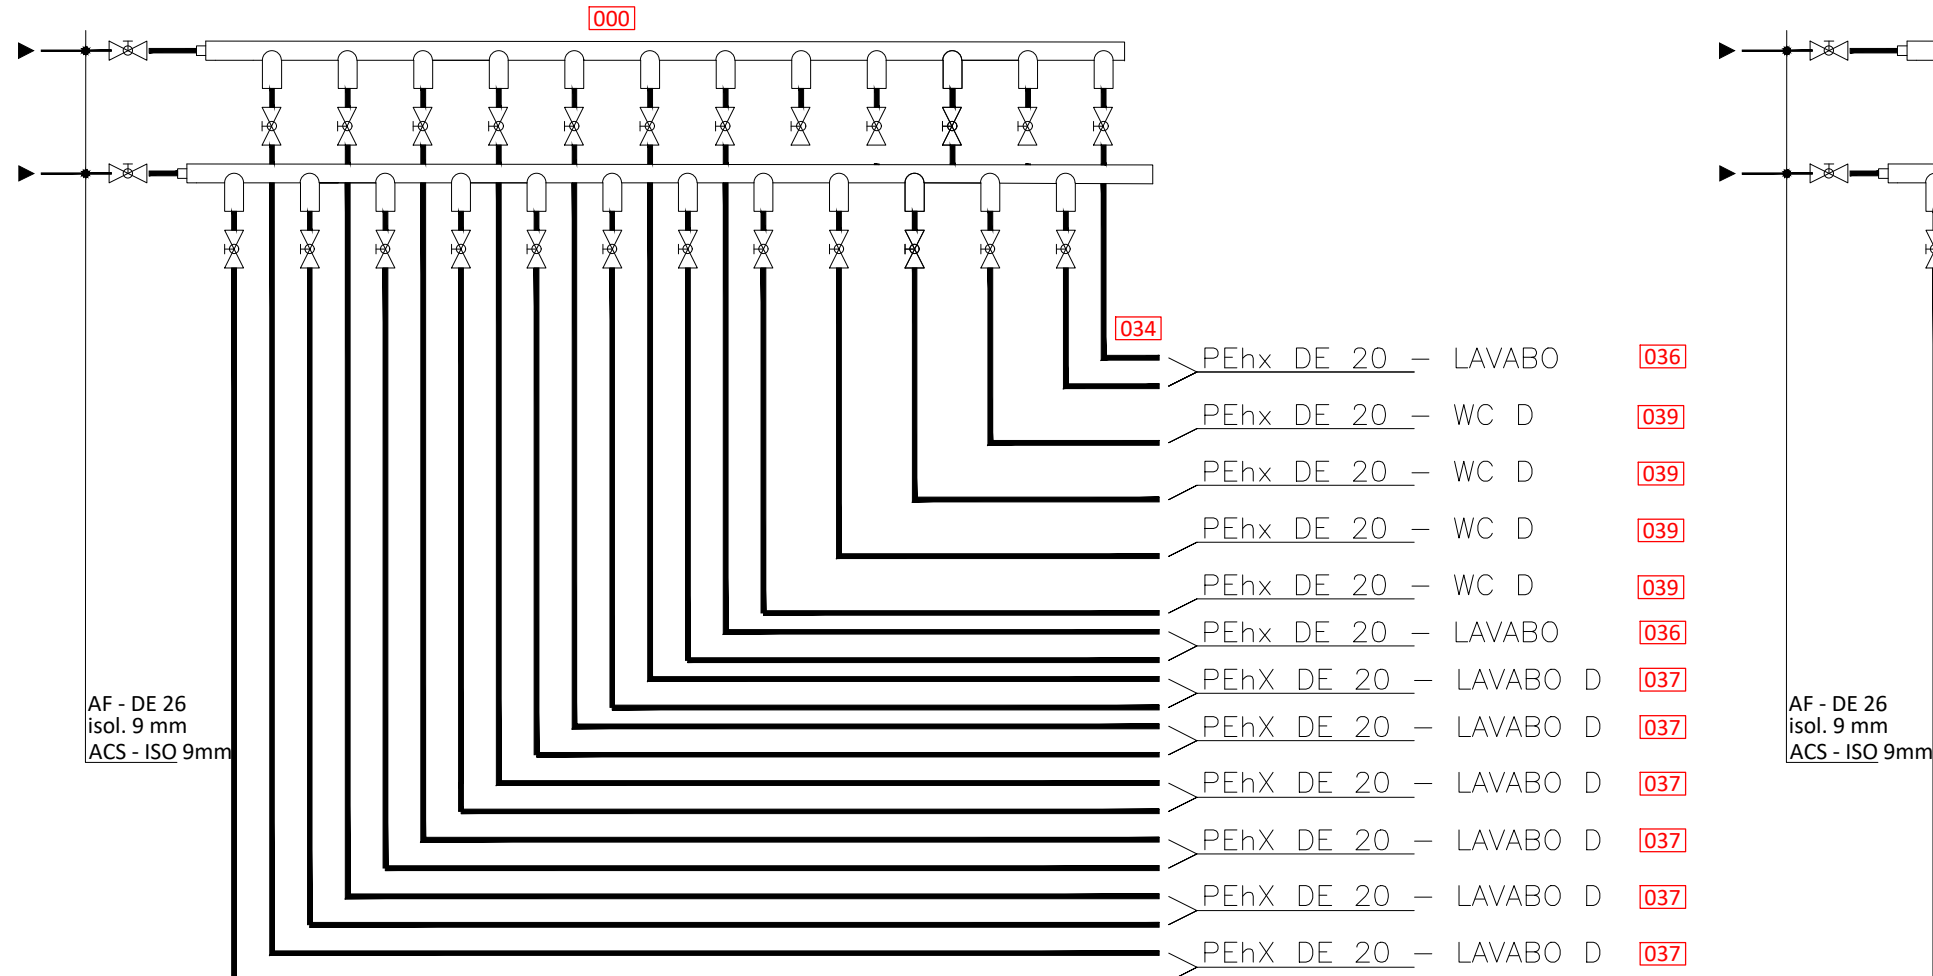 000
034
PEhx DE 20 – LAVABO 036
PEhx DE 20 – WC D 039
PEhx DE 20 – WC D 039
PEhx DE 20 – WC D 039
PEhx DE 20 – WC D 039
PEhx DE 20 – LAVABO 036
PEhX DE 20 – LAVABO D 037
PEhX DE 20 – LAVABO D 037
PEhX DE 20 – LAVABO D 037
PEhX DE 20 – LAVABO D 037
PEhX DE 20 – LAVABO D 037
PEhX DE 20 – LAVABO D 037
AF - DE 26
isol. 9 mm
ACS - ISO 9mm
AF - DE 26
isol. 9 mm
ACS - ISO 9mm